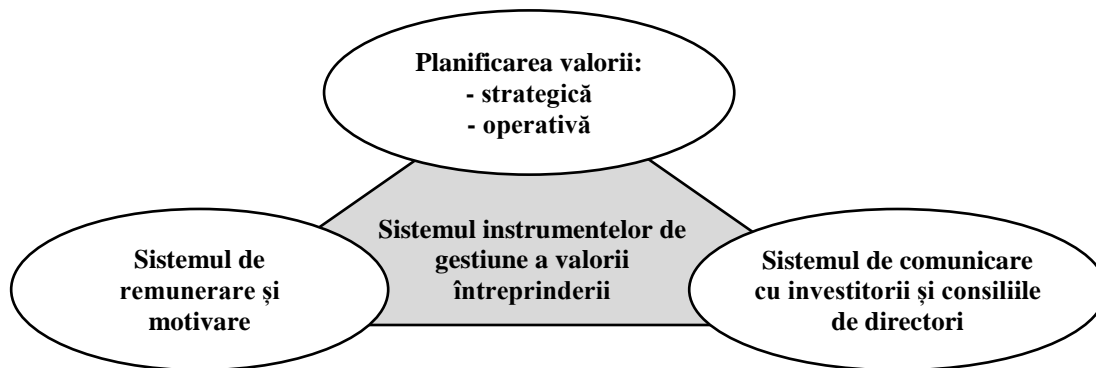 Planificarea valorii:
- strategică
- operativă
Sistemul instrumentelor de
gestiune a valorii
întreprinderii
Sistemul de
remunerare și
motivare
Sistemul de comunicare
cu investitorii și consiliile
de directori